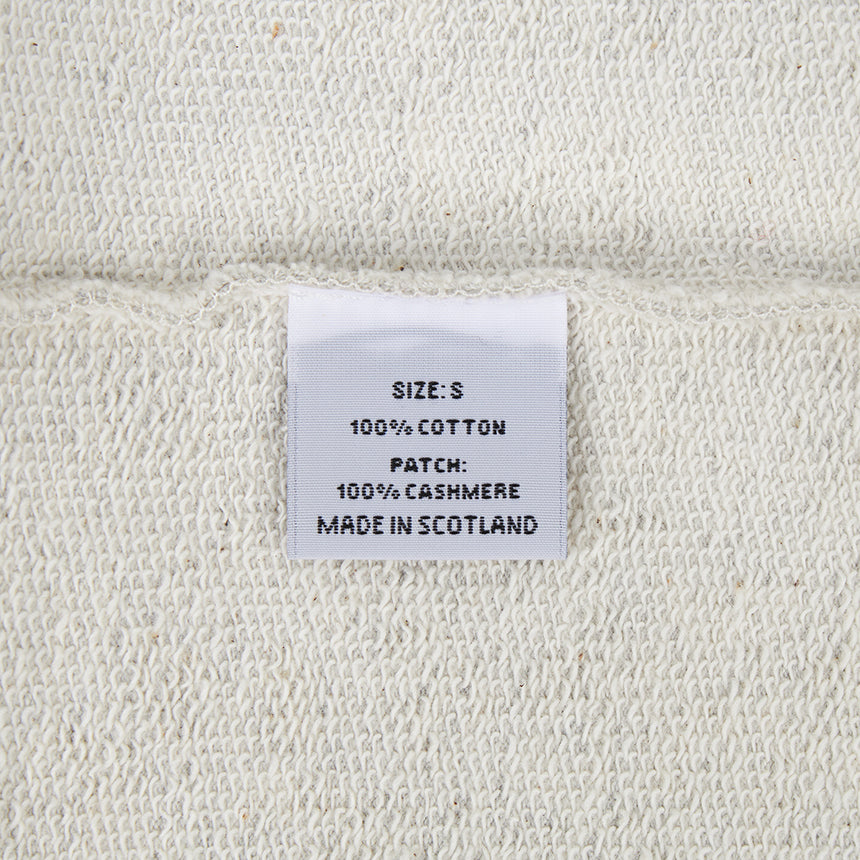 SIZE: S
100% COTTON
PATCH:
100% CASHMERE
MADE IN SCOTLAND